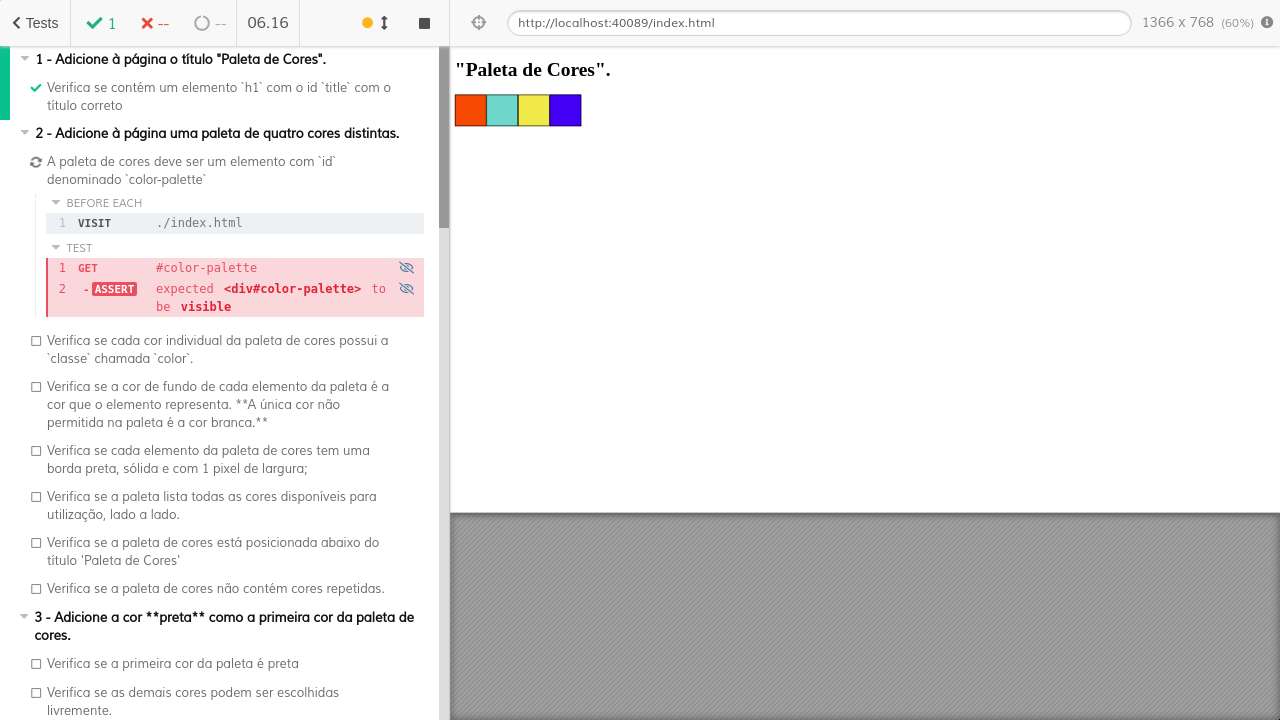 Tests
1
--
--
06.16
http://localhost:40089/index.html
1366 x 768 (60%)
1 - Adicione à página o título "Paleta de Cores".
Verifica se contém um elemento `h1` com o id `title` com o
título correto
2 - Adicione à página uma paleta de quatro cores distintas.
A paleta de cores deve ser um elemento com `id`
denominado `color-palette`
BEFORE EACH
1 VISIT ./index.html
TEST
1 GET #color-palette
2 -ASSERT expected <div#color-palette> to
be visible
Verifica se cada cor individual da paleta de cores possui a
`classe` chamada `color`.
Verifica se a cor de fundo de cada elemento da paleta é a
cor que o elemento representa. **A única cor não
permitida na paleta é a cor branca.**
Verifica se cada elemento da paleta de cores tem uma
borda preta, sólida e com 1 pixel de largura;
Verifica se a paleta lista todas as cores disponíveis para
utilização, lado a lado.
Verifica se a paleta de cores está posicionada abaixo do
título 'Paleta de Cores'
Verifica se a paleta de cores não contém cores repetidas.
3 - Adicione a cor **preta** como a primeira cor da paleta de
cores.
Verifica se a primeira cor da paleta é preta
Verifica se as demais cores podem ser escolhidas
livremente.
"Paleta de Cores".